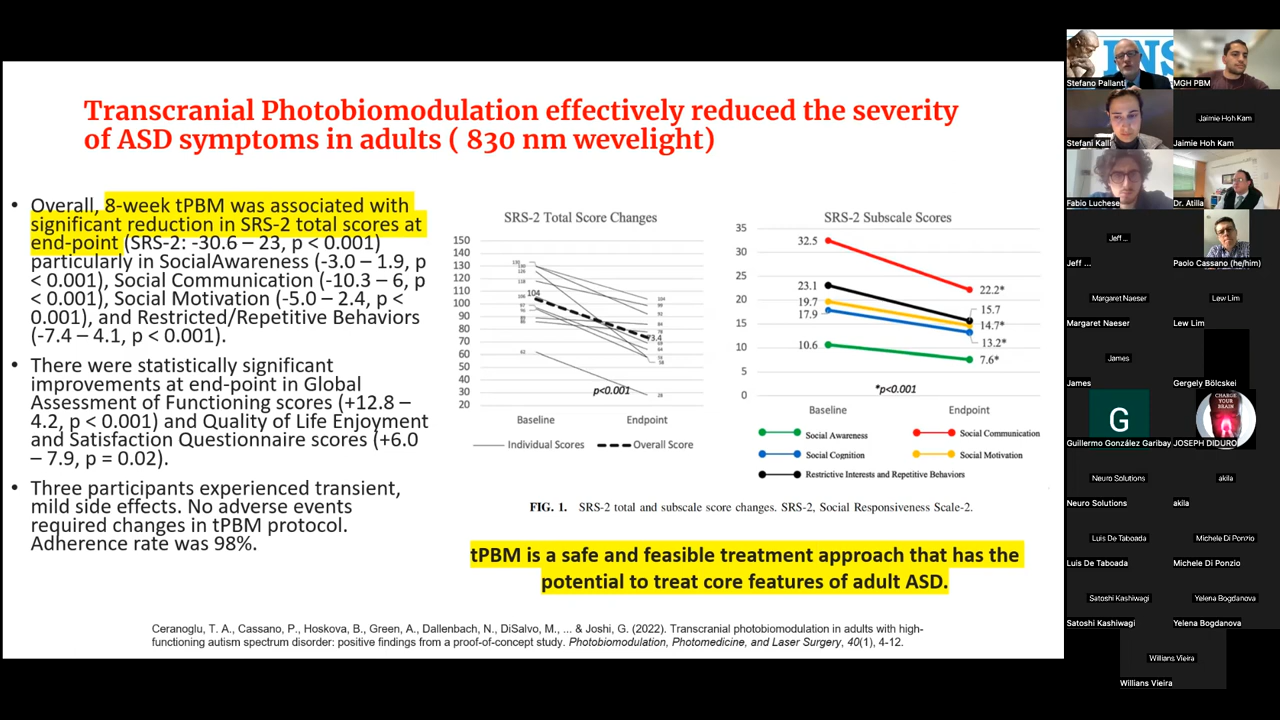 Transcranial Photobiomodulation effectively reduced the severity
of ASD symptoms in adults ( 830 nm wevelight)
• Overall, 8-week tPBM was associated with
significant reduction in SRS-2 total scores at
end-point (SRS-2: -30.6 – 23, p < 0.001)
particularly in SocialAwareness (-3.0 – 1.9, p
< 0.001), Social Communication (-10.3 – 6, p
< 0.001), Social Motivation (-5.0 – 2.4, p <
0.001), and Restricted/Repetitive Behaviors
(-7.4 – 4.1, p < 0.001).
• There were statistically significant
improvements at end-point in Global
Assessment of Functioning scores (+12.8 –
4.2, p < 0.001) and Quality of Life Enjoyment
and Satisfaction Questionnaire scores (+6.0
– 7.9, p = 0.02).
• Three participants experienced transient,
mild side effects. No adverse events
required changes in tPBM protocol.
Adherence rate was 98%.
SRS-2 Total Score Changes
150
140
130
120
110
100
90
80
70
60
50
40
30
20
104
p<0.001
Baseline
Endpoint
Individual Scores
Overall Score
SRS-2 Subscale Scores
35
30
25
20
15
10
5
0
32.5
23.1
19.7
17.9
10.6
22.2*
15.7
14.7*
13.2*
7.6*
*p<0.001
Baseline
Endpoint
Social Awareness
Social Communication
Social Cognition
Social Motivation
Restrictive Interests and Repetitive Behaviors
FIG. 1. SRS-2 total and subscale score changes. SRS-2, Social Responsiveness Scale-2.
tPBM is a safe and feasible treatment approach that has the
potential to treat core features of adult ASD.
Ceranoglu, T. A., Cassano, P., Hoskova, B., Green, A., Dallenbach, N., DiSalvo, M., ... & Joshi, G. (2022). Transcranial photobiomodulation in adults with high-
functioning autism spectrum disorder: positive findings from a proof-of-concept study. Photobiomodulation, Photomedicine, and Laser Surgery, 40(1), 4-12.
Stefano Pallanti
MGH PBM
Stefani Kalli
Jaimie Hoh Kam
Jaimie Hoh Kam
Fabio Luchese
Dr. Atilla
Jeff ...
Jeff ...
Paolo Cassano (he/him)
Margaret Naeser
Lew Lim
Margaret Naeser
Lew Lim
James
James
Gergely Bölcskei
G
CHARGE
YOUR
BRAIN
Guillermo González Garibay
JOSEPH DIDURO
Neuro Solutions
akila
Neuro Solutions
akila
Luis De Taboada
Michele Di Ponzio
Luis De Taboada
Michele Di Ponzio
Satoshi Kashiwagi
Yelena Bogdanova
Satoshi Kashiwagi
Yelena Bogdanova
Willians Vieira
Willians Vieira